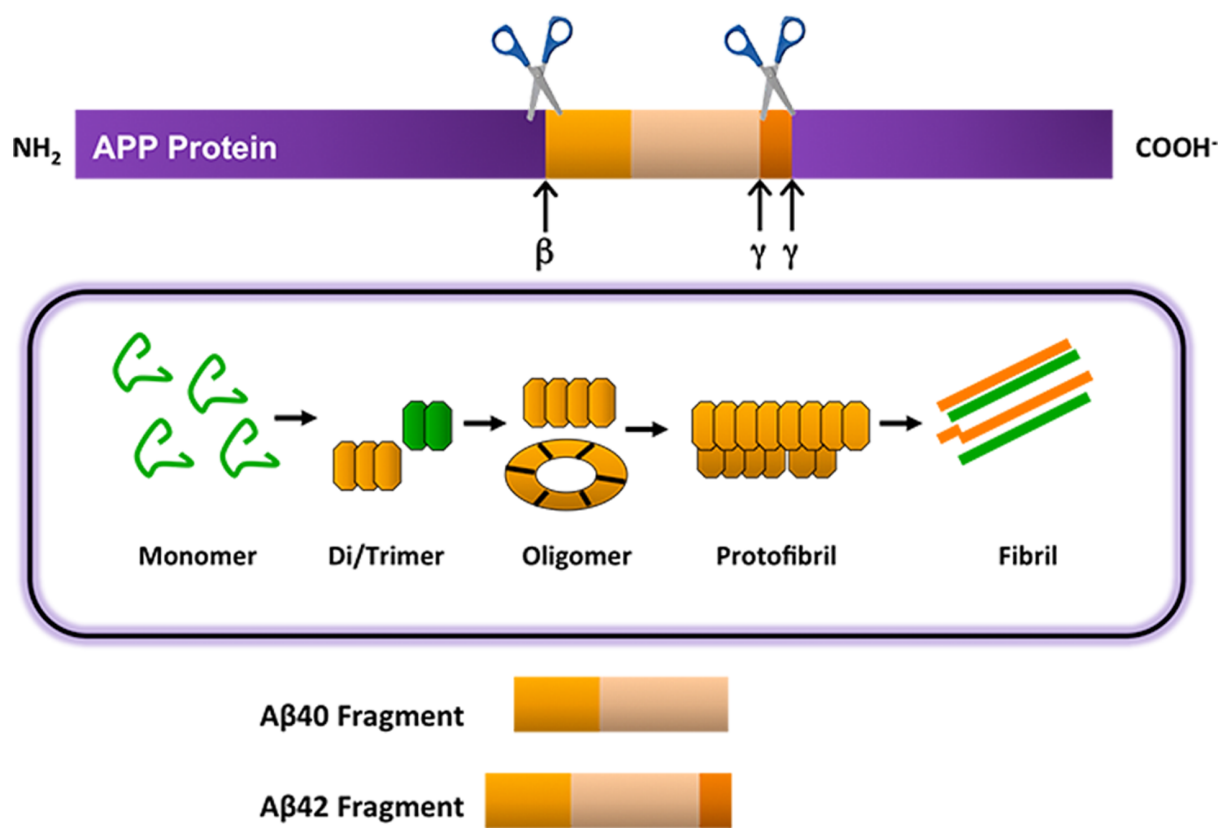 NH₂ APP Protein COOH⁻
β γ γ
Monomer Di/Trimer Oligomer Protofibril Fibril
Aβ40 Fragment
Aβ42 Fragment